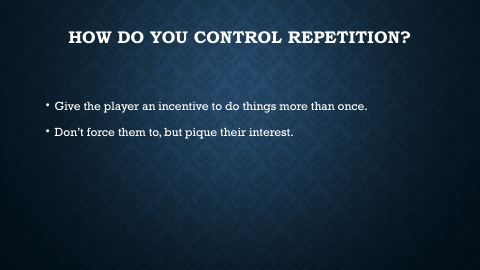 HOW DO YOU CONTROL REPETITION?
• Give the player an incentive to do things more than once.
• Don't force them to, but pique their interest.